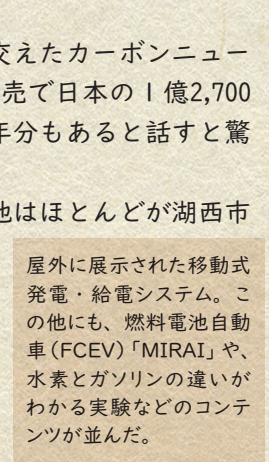 交えたカーボンニュー
売で日本の1億2,700
年分もあると話すと驚
池はほとんどが湖西市
屋外に展示された移動式
発電・給電システム。こ
の他にも、燃料電池自動
車(FCEV)「MIRAI」や、
水素とガソリンの違いが
わかる実験などのコンテ
ンツが並んだ。